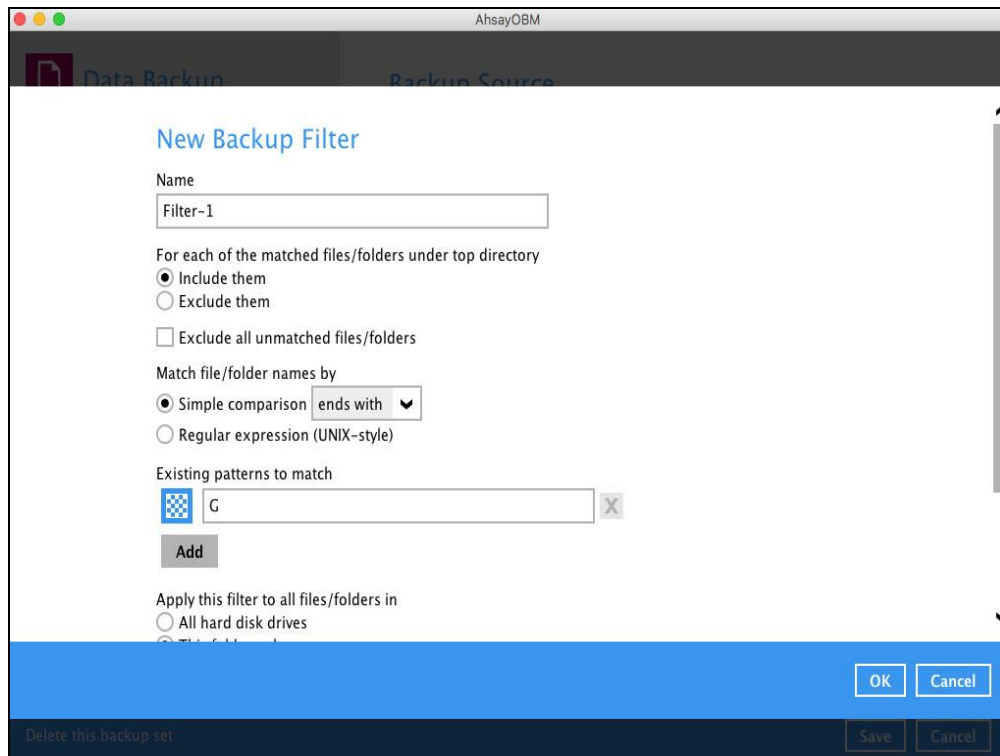 AhsayOBM
Data Backup
Backup Source
New Backup Filter
Name
Filter-1
For each of the matched files/folders under top directory
Include them
Exclude them
Exclude all unmatched files/folders
Match file/folder names by
Simple comparison ends with
Regular expression (UNIX-style)
Existing patterns to match
G
X
Add
Apply this filter to all files/folders in
All hard disk drives
OK Cancel
Delete this backup set Save Cancel